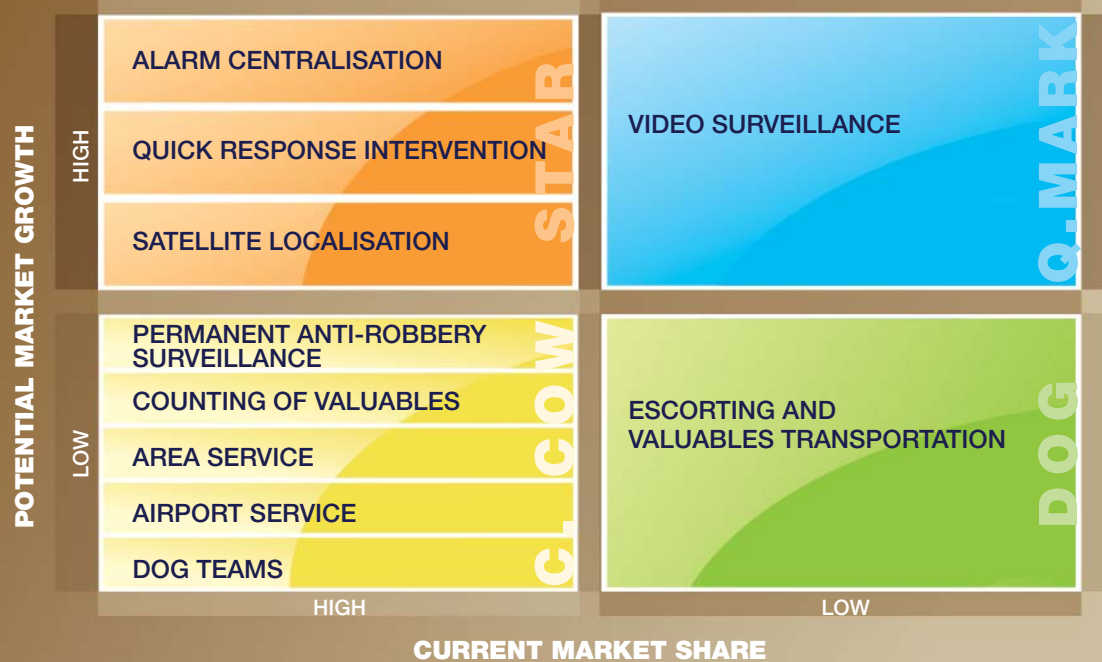 POTENTIAL MARKET GROWTH
HIGH
ALARM CENTRALISATION
QUICK RESPONSE INTERVENTION
SATELLITE LOCALISATION
STAR
VIDEO SURVEILLANCE
Q.MARK
LOW
PERMANENT ANTI-ROBBERY
SURVEILLANCE
COUNTING OF VALUABLES
AREA SERVICE
AIRPORT SERVICE
DOG TEAMS
C. COW
ESCORTING AND
VALUABLES TRANSPORTATION
DOG
HIGH
LOW
CURRENT MARKET SHARE